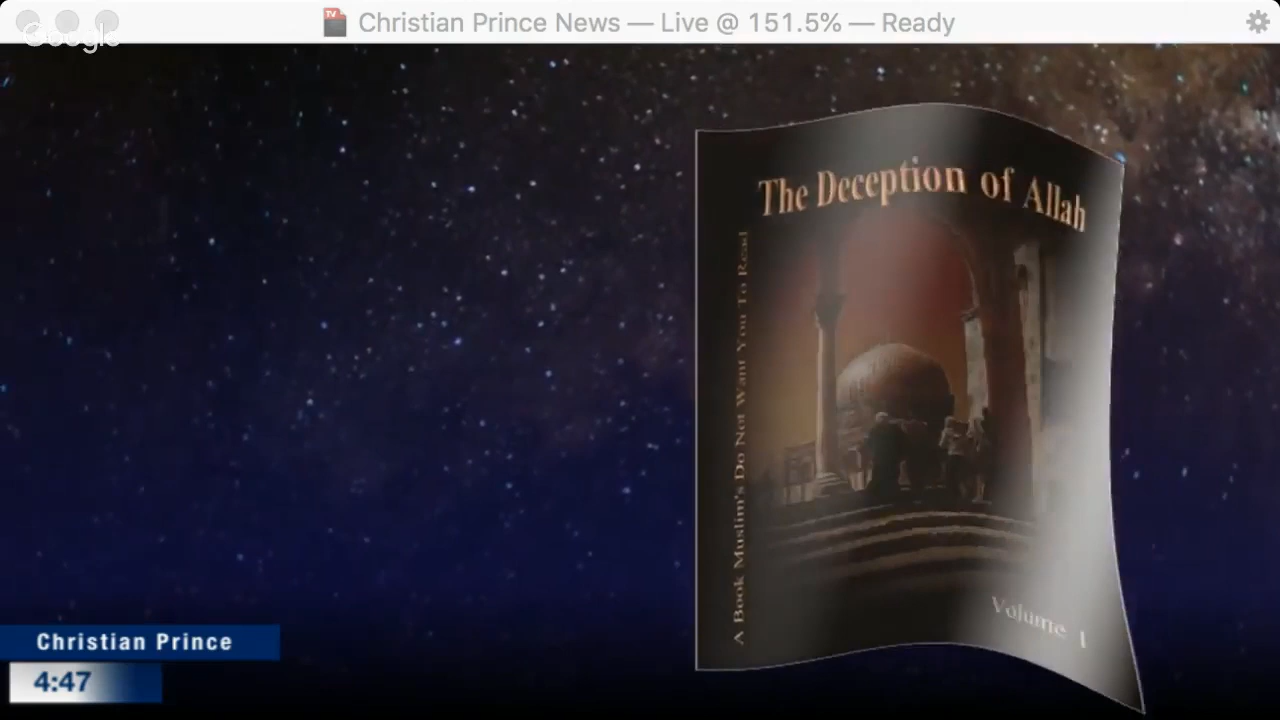 Christian Prince News — Live @ 151.5% — Ready
Google
TV
The Deception of Allah
A Book Muslim's Do Not Want You To Read
Volume 1
Christian Prince
4:47